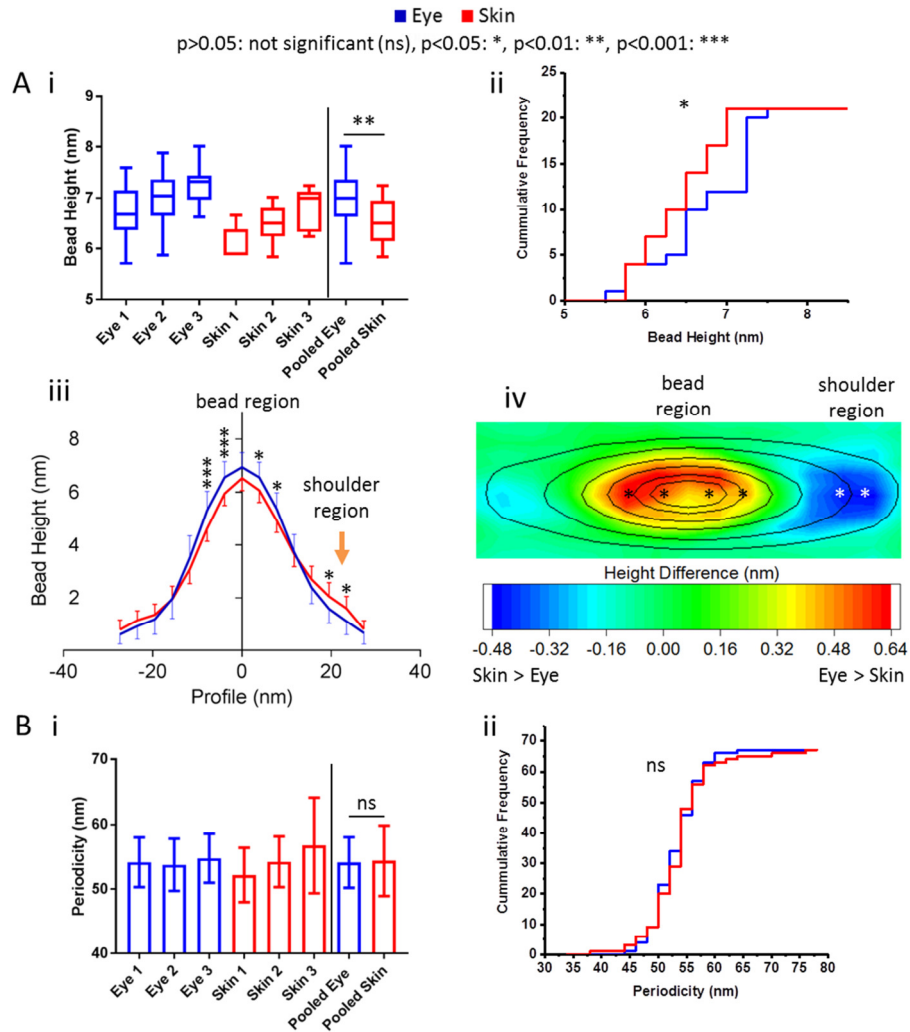 Eye Skin
p>0.05: not significant (ns), p<0.05: *, p<0.01: **, p<0.001: ***
A i
Bead Height (nm)
9
8
7
6
5
**
Eye 1
Eye 2
Eye 3
Skin 1
Skin 2
Skin 3
Pooled Eye
Pooled Skin
ii
Cummulative Frequency
25
20
15
10
5
0
*
5 6 7 8
Bead Height (nm)
iii
bead region
Bead Height (nm)
8
6
4
2
***
***
*
*
shoulder
region
*
*
-40 -20 0 20 40
Profile (nm)
iv
bead
region
shoulder
region
* * * * * *
Height Difference (nm)
-0.48 -0.32 -0.16 0.00 0.16 0.32 0.48 0.64
Skin > Eye Eye > Skin
B i
Periodicity (nm)
70
60
50
40
ns
Eye 1
Eye 2
Eye 3
Skin 1
Skin 2
Skin 3
Pooled Eye
Pooled Skin
ii
Cummulative Frequency
70
60
50
40
30
20
10
0
ns
30 35 40 45 50 55 60 65 70 75 80
Periodicity (nm)